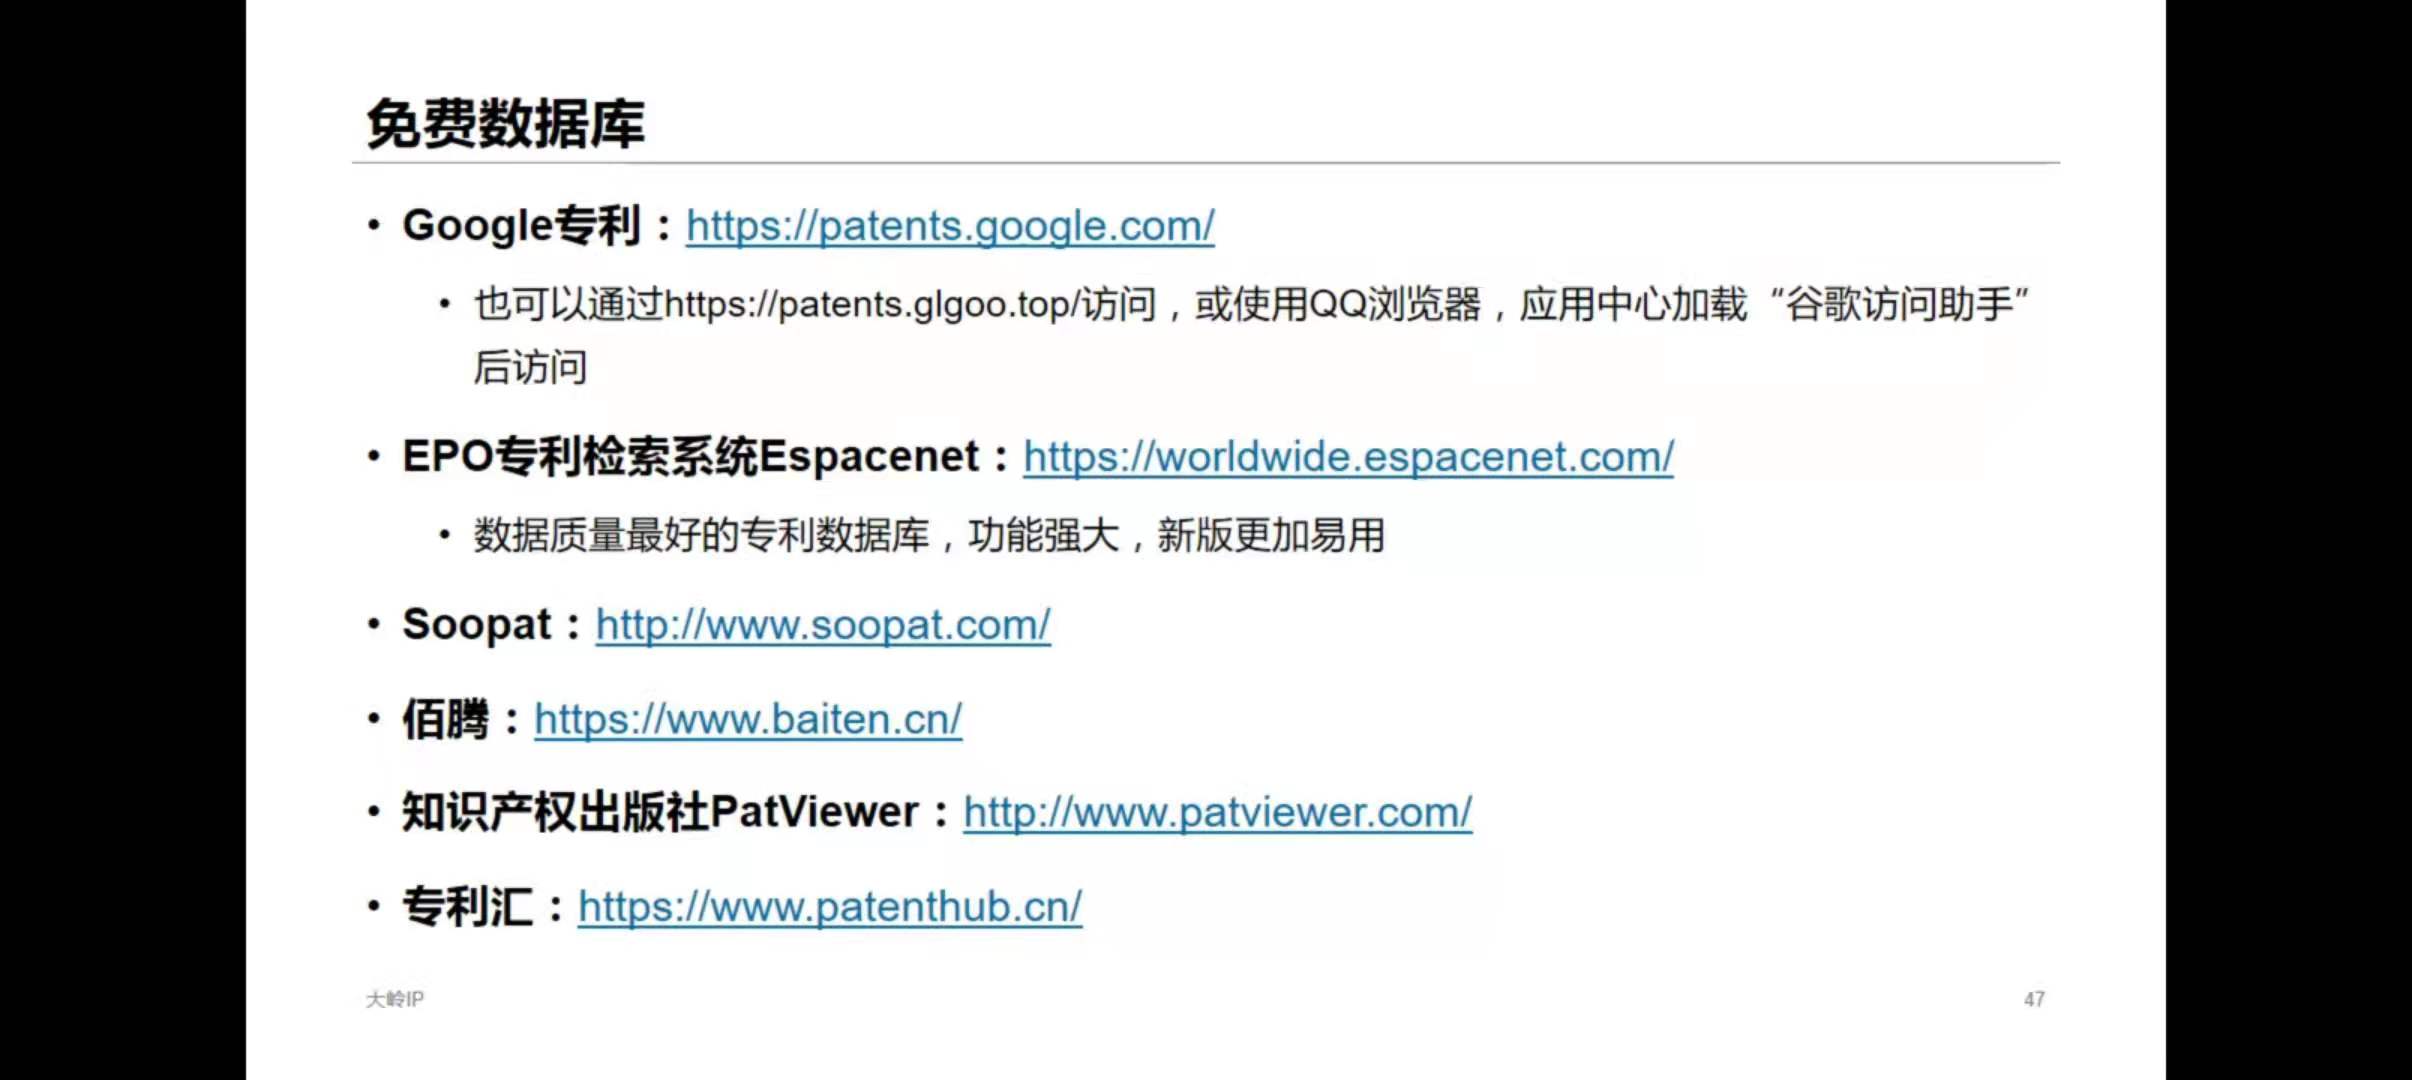 免费数据库
• Google专利：https://patents.google.com/
• 也可以通过https://patents.glgoo.top/访问，或使用QQ浏览器，应用中心加载“谷歌访问助手”
后访问
• EPO专利检索系统Espacenet：https://worldwide.espacenet.com/
• 数据质量最好的专利数据库，功能强大，新版更加易用
• Soopat：http://www.soopat.com/
• 佰腾：https://www.baiten.cn/
• 知识产权出版社PatViewer：http://www.patviewer.com/
• 专利汇：https://www.patenthub.cn/
大岭IP
47